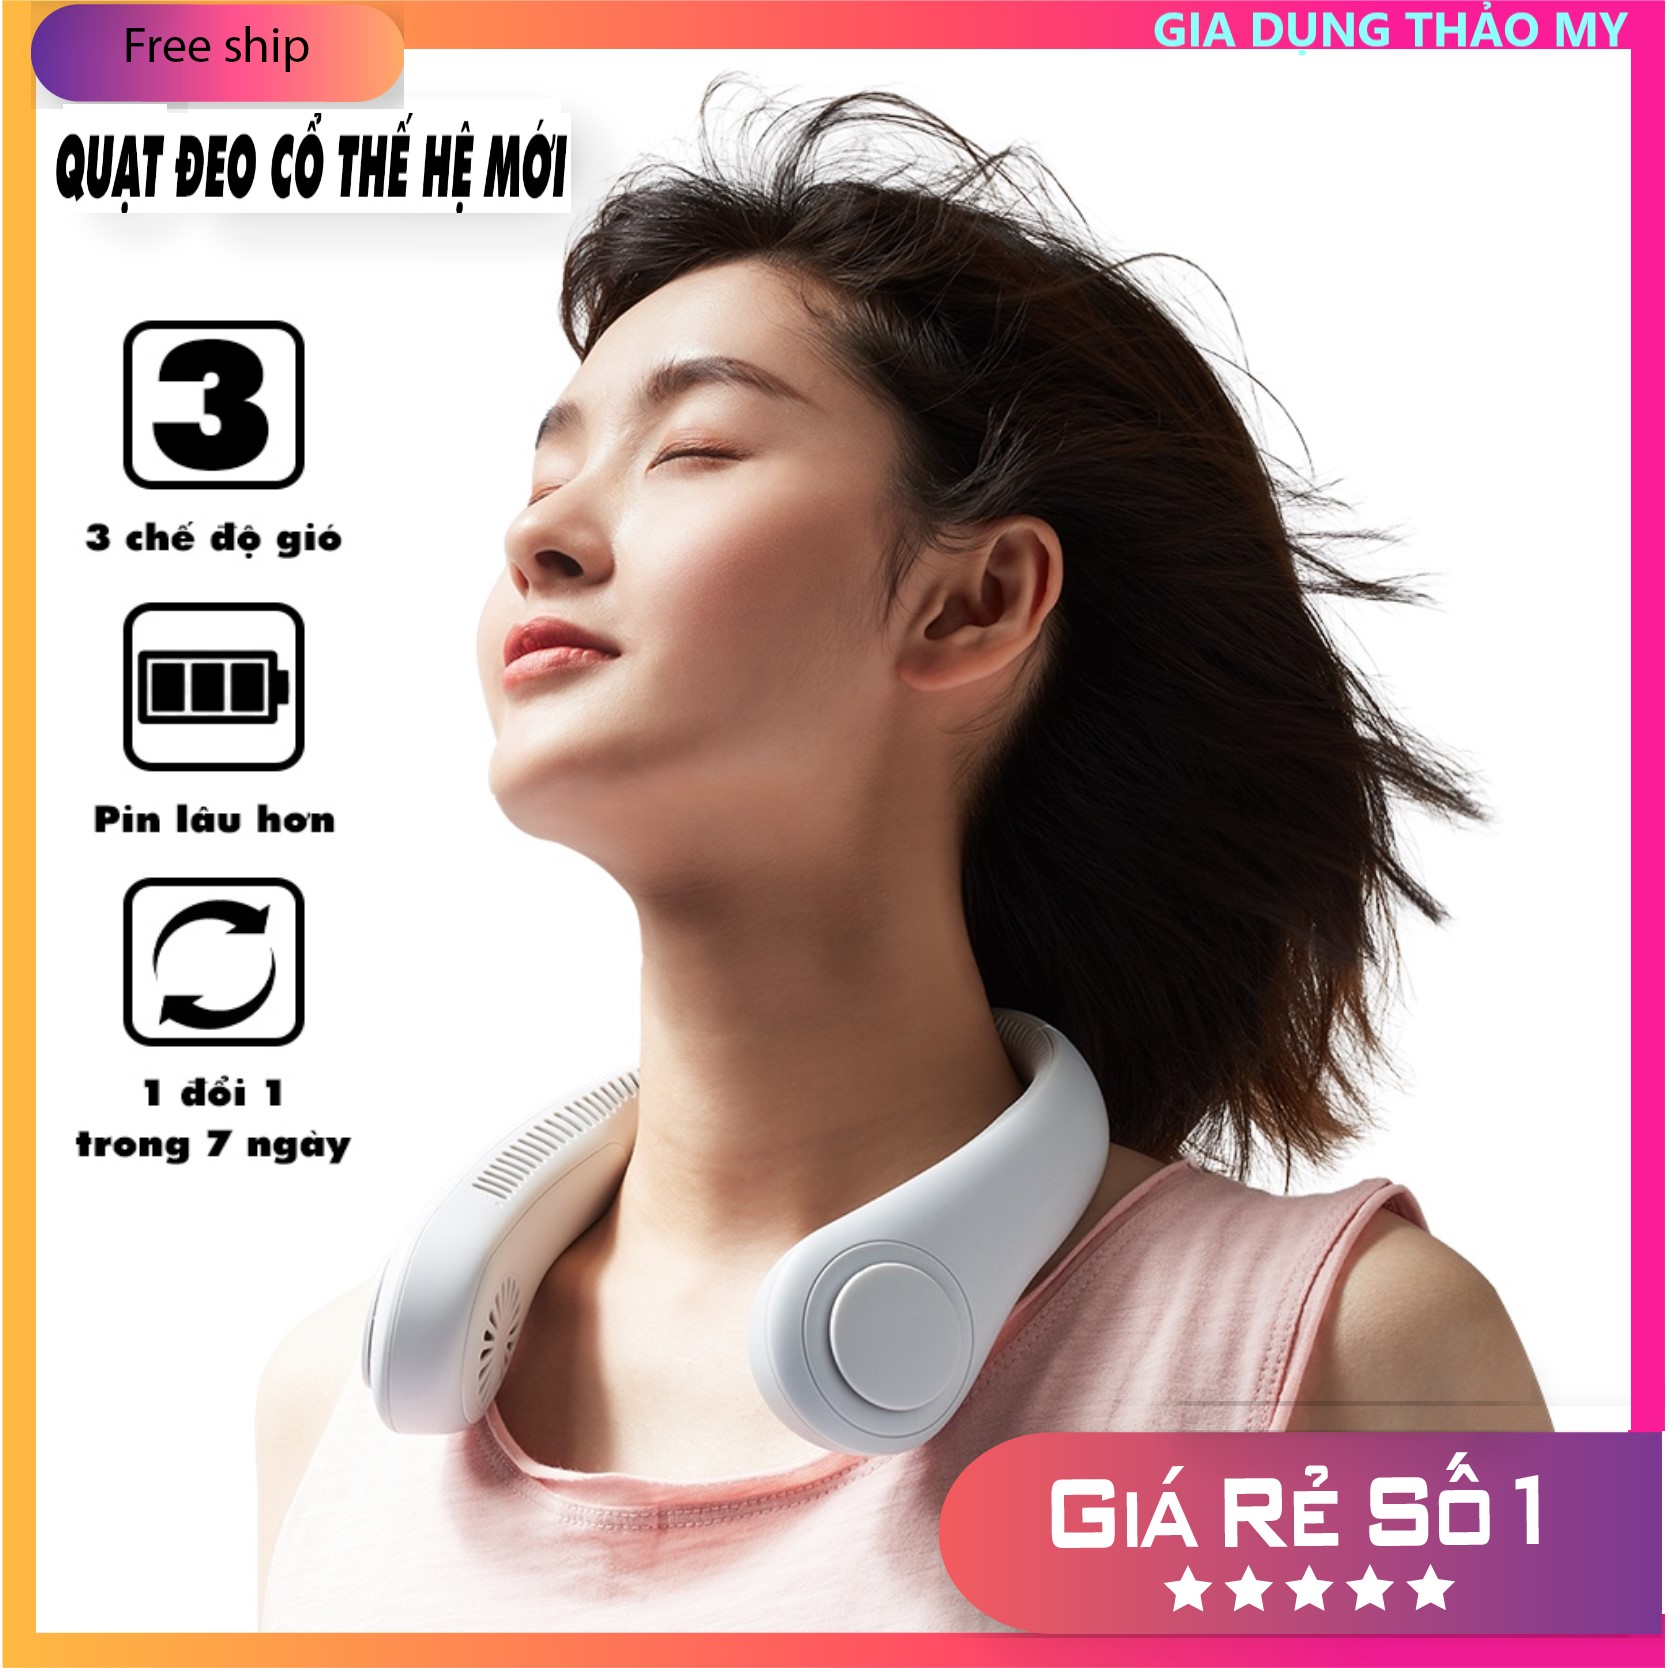 Free ship
GIA DỤNG THẢO MY
QUẠT ĐEO CỔ THẾ HỆ MỚI
3
3 chế độ gió
Pin lâu hơn
1 đổi 1
trong 7 ngày
GIÁ RẺ SỐ 1